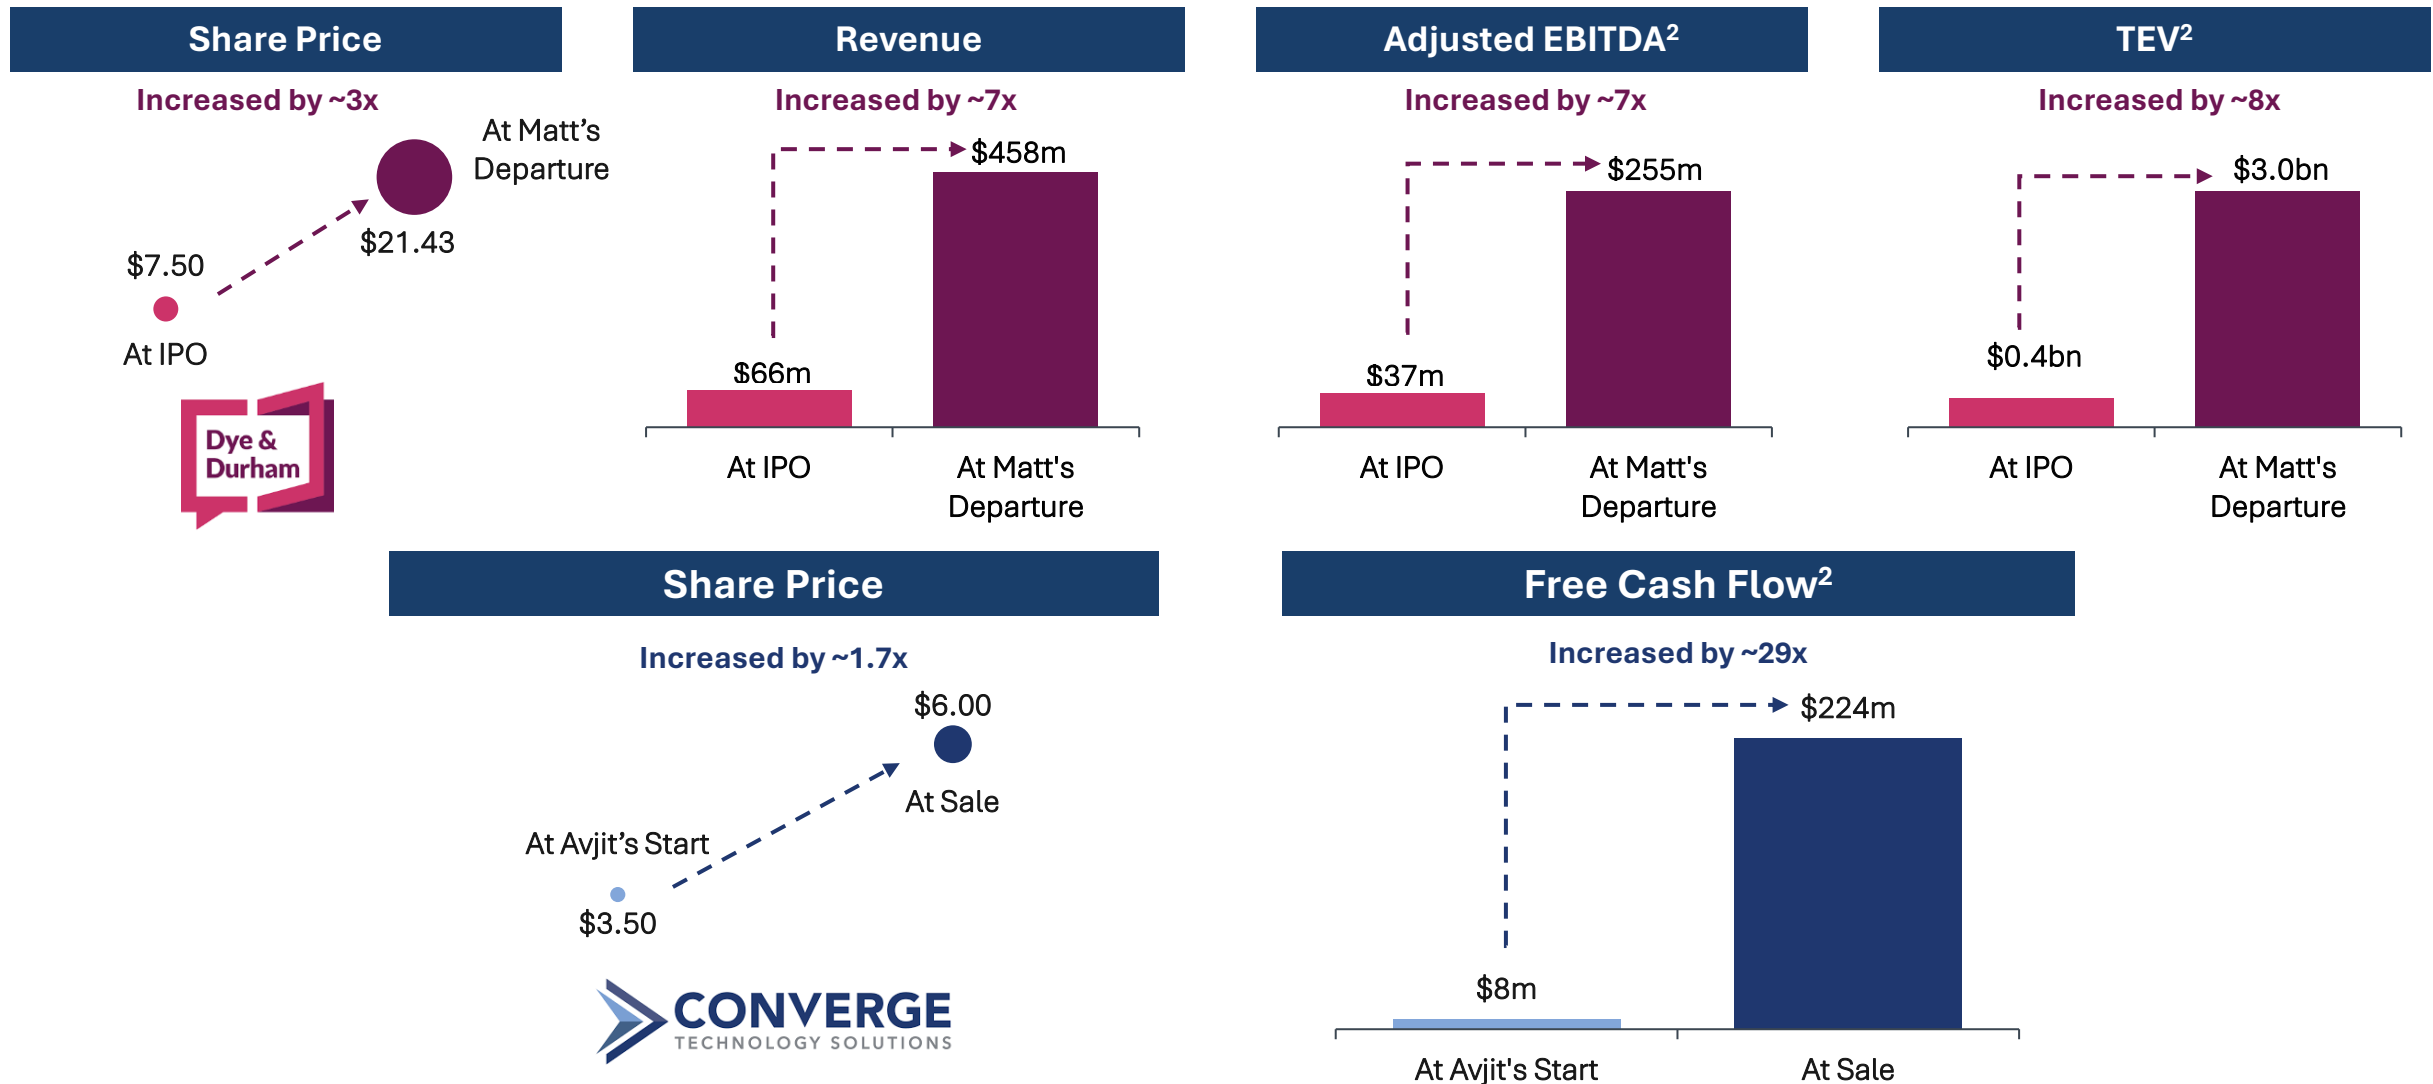 Share Price
Increased by ~3x
At Matt’s
Departure
$21.43
$7.50
At IPO
Dye &
Durham
Revenue
Increased by ~7x
$458m
$66m
At IPO
At Matt's
Departure
Adjusted EBITDA²
Increased by ~7x
$255m
$37m
At IPO
At Matt's
Departure
TEV²
Increased by ~8x
$3.0bn
$0.4bn
At IPO
At Matt's
Departure
Share Price
Increased by ~1.7x
$6.00
At Sale
At Avjit’s Start
$3.50
CONVERGE
TECHNOLOGY SOLUTIONS
Free Cash Flow²
Increased by ~29x
$224m
$8m
At Avjit's Start
At Sale